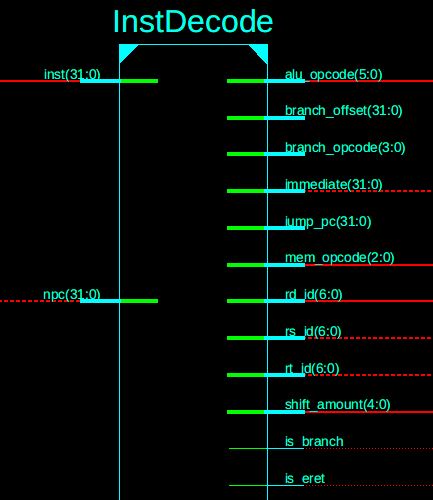 InstDecode
inst(31:0)
alu_opcode(5:0)
branch_offset(31:0)
branch_opcode(3:0)
immediate(31:0)
jump_pc(31:0)
mem_opcode(2:0)
npc(31:0)
rd_id(6:0)
rs_id(6:0)
rt_id(6:0)
shift_amount(4:0)
is_branch
is_eret